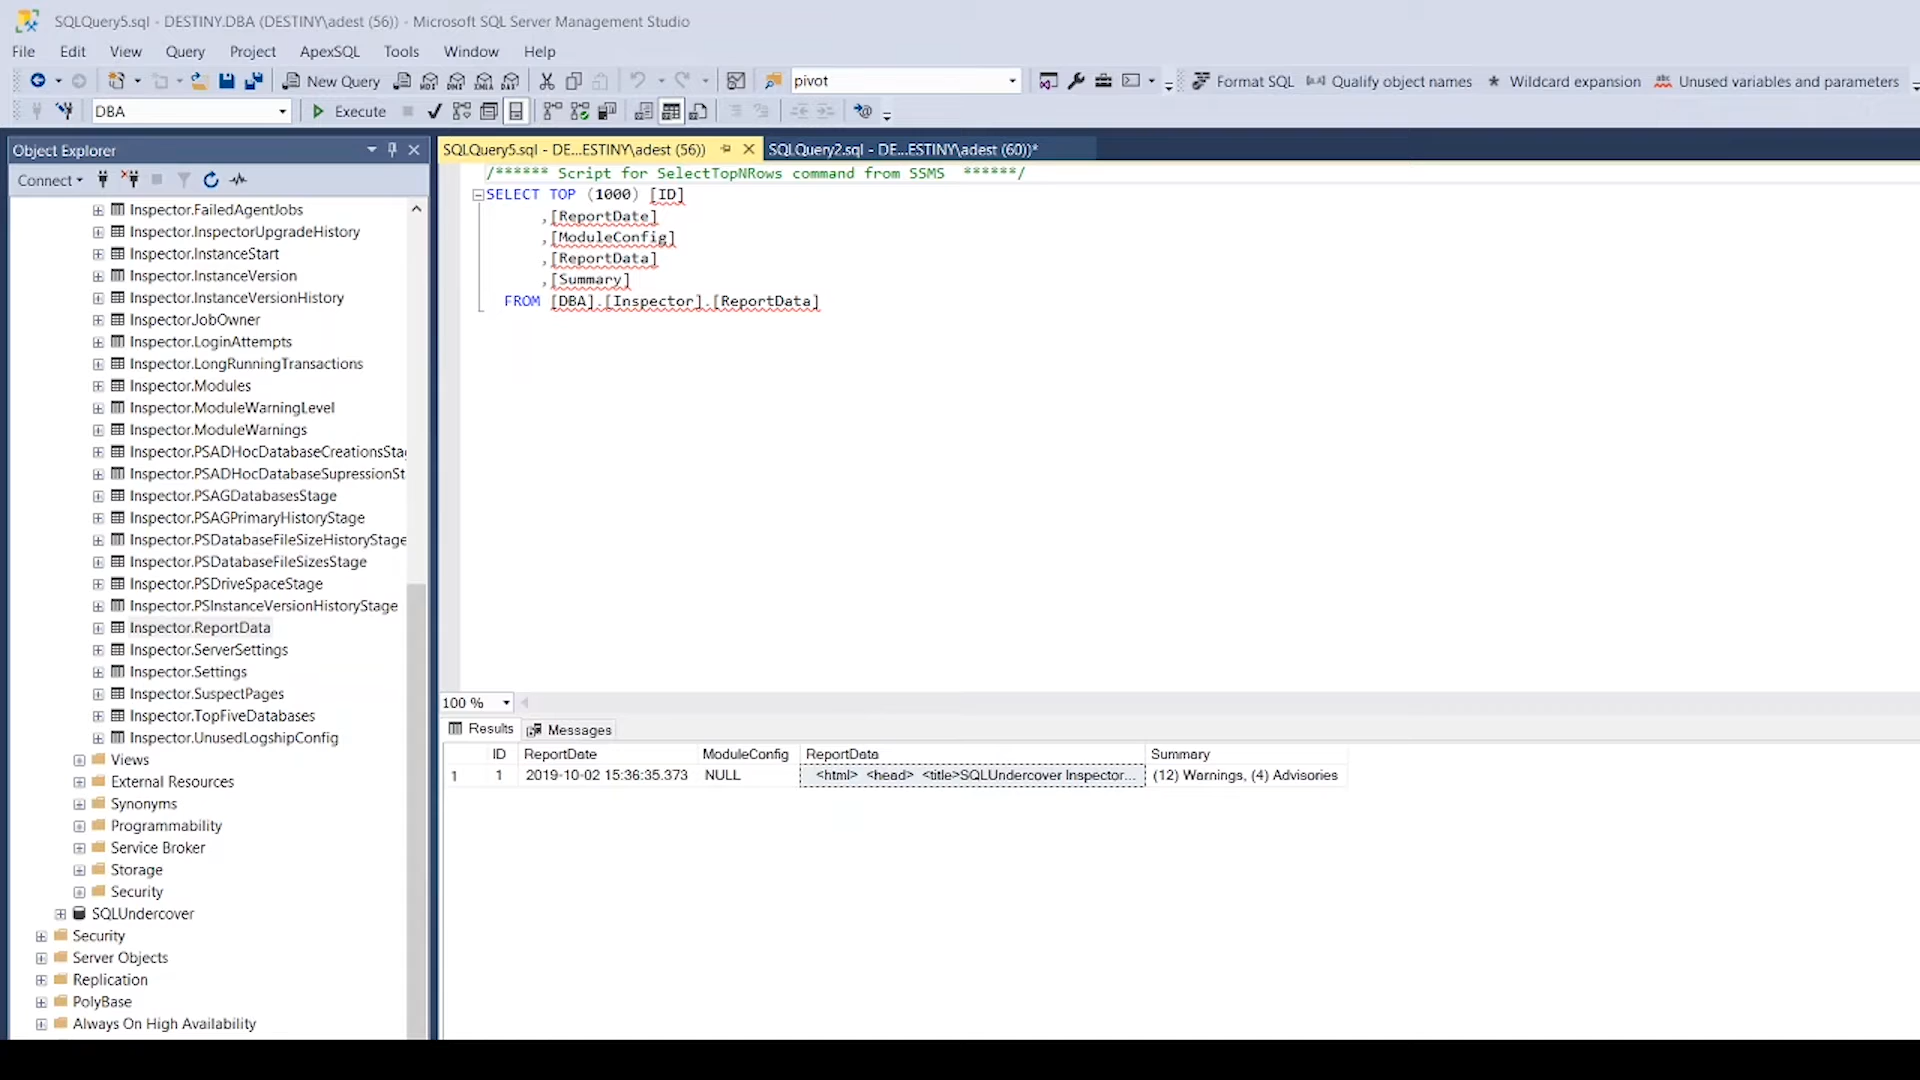 SQLQuery5.sql - DESTINY.DBA (DESTINY\adest (56)) - Microsoft SQL Server Management Studio
File Edit View Query Project ApexSQL Tools Window Help
New Query pivot Format SQL Qualify object names Wildcard expansion Unused variables and parameters
DBA Execute
Object Explorer
Connect
Inspector.FailedAgentJobs
Inspector.InspectorUpgradeHistory
Inspector.InstanceStart
Inspector.InstanceVersion
Inspector.InstanceVersionHistory
Inspector.JobOwner
Inspector.LoginAttempts
Inspector.LongRunningTransactions
Inspector.Modules
Inspector.ModuleWarningLevel
Inspector.ModuleWarnings
Inspector.PSADHocDatabaseCreationsSta
Inspector.PSADHocDatabaseSupressionSt
Inspector.PSAGDatabasesStage
Inspector.PSAGPrimaryHistoryStage
Inspector.PSDatabaseFileSizeHistoryStage
Inspector.PSDatabaseFileSizesStage
Inspector.PSDriveSpaceStage
Inspector.PSInstanceVersionHistoryStage
Inspector.ReportData
Inspector.ServerSettings
Inspector.Settings
Inspector.SuspectPages
Inspector.TopFiveDatabases
Inspector.UnusedLogshipConfig
Views
External Resources
Synonyms
Programmability
Service Broker
Storage
Security
SQLUndercover
Security
Server Objects
Replication
PolyBase
Always On High Availability
SQLQuery5.sql - DE...ESTINY\adest (56)) SQLQuery2.sql - DE...ESTINY\adest (60))*
/****** Script for SelectTopNRows command from SSMS ******/
SELECT TOP (1000) [ID]
,[ReportDate]
,[ModuleConfig]
,[ReportData]
,[Summary]
FROM [DBA].[Inspector].[ReportData]
100 %
Results Messages
ID ReportDate ModuleConfig ReportData Summary
1 1 2019-10-02 15:36:35.373 NULL <html> <head> <title>SQLUndercover Inspector... (12) Warnings, (4) Advisories